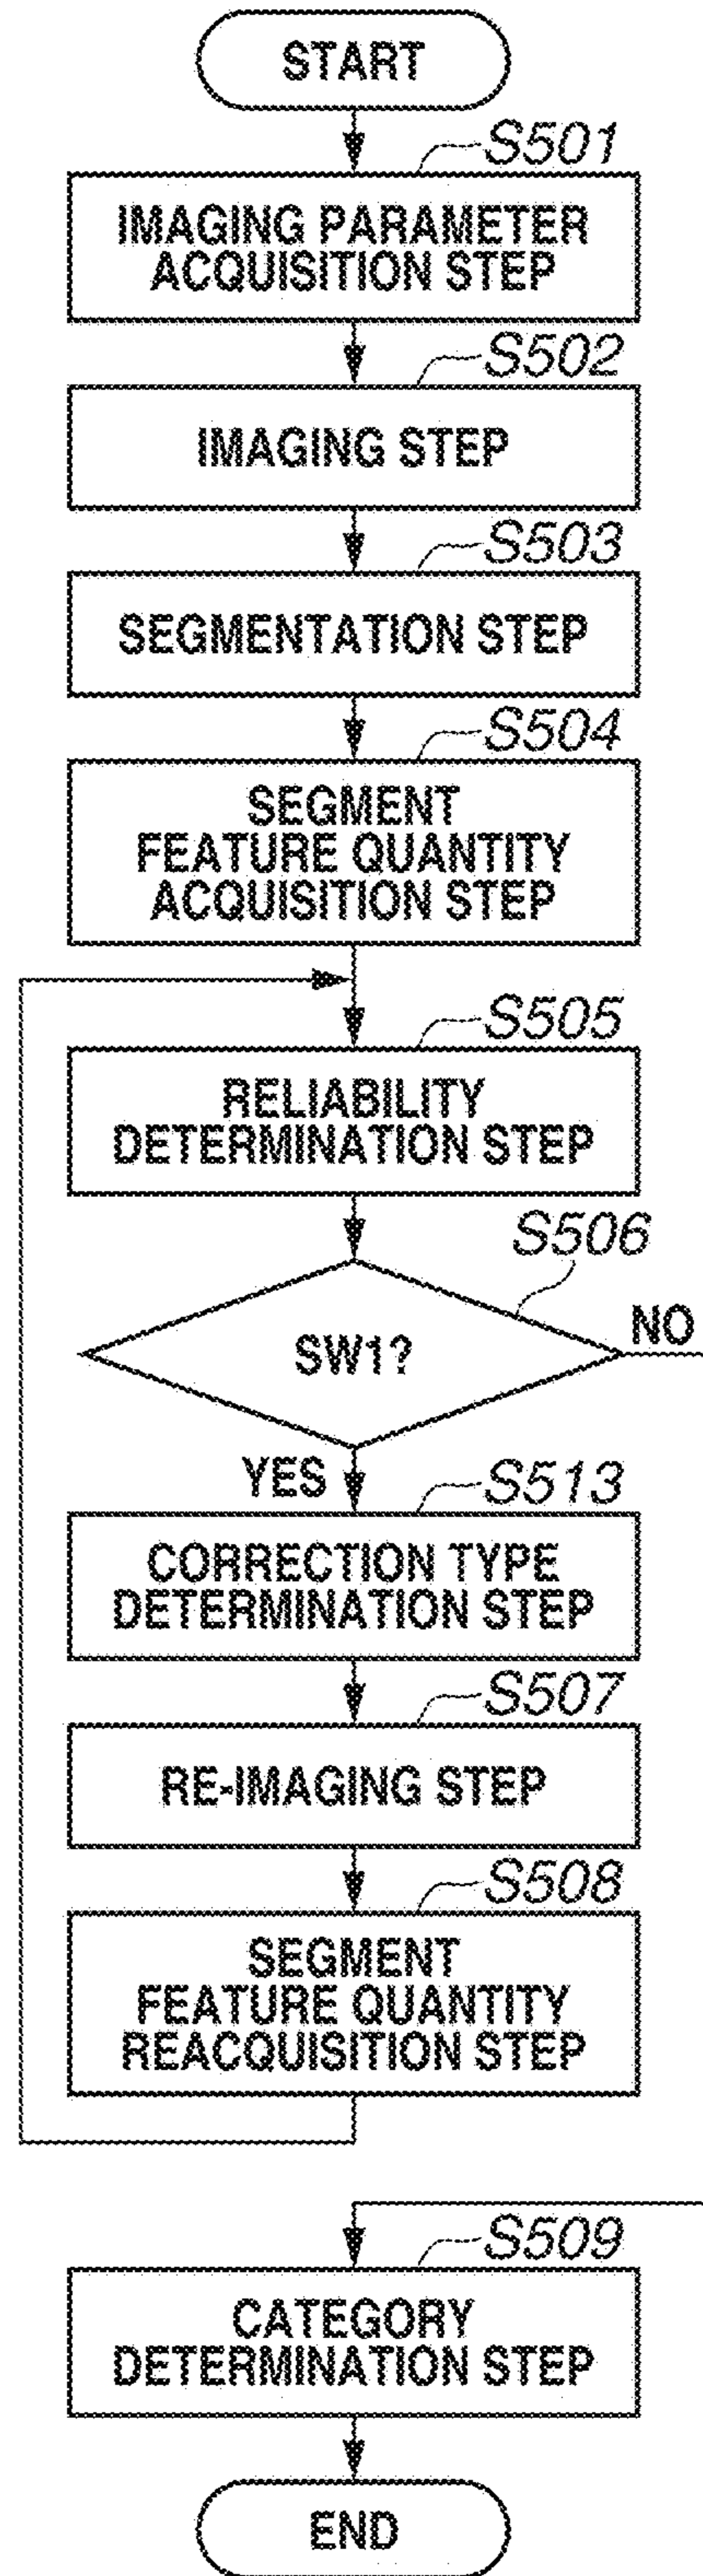 START
S501
IMAGING PARAMETER
ACQUISITION STEP
S502
IMAGING STEP
S503
SEGMENTATION STEP
S504
SEGMENT
FEATURE QUANTITY
ACQUISITION STEP
S505
RELIABILITY
DETERMINATION STEP
S506
SW1?
NO
YES
S513
CORRECTION TYPE
DETERMINATION STEP
S507
RE-IMAGING STEP
S508
SEGMENT
FEATURE QUANTITY
REACQUISITION STEP
S509
CATEGORY
DETERMINATION STEP
END